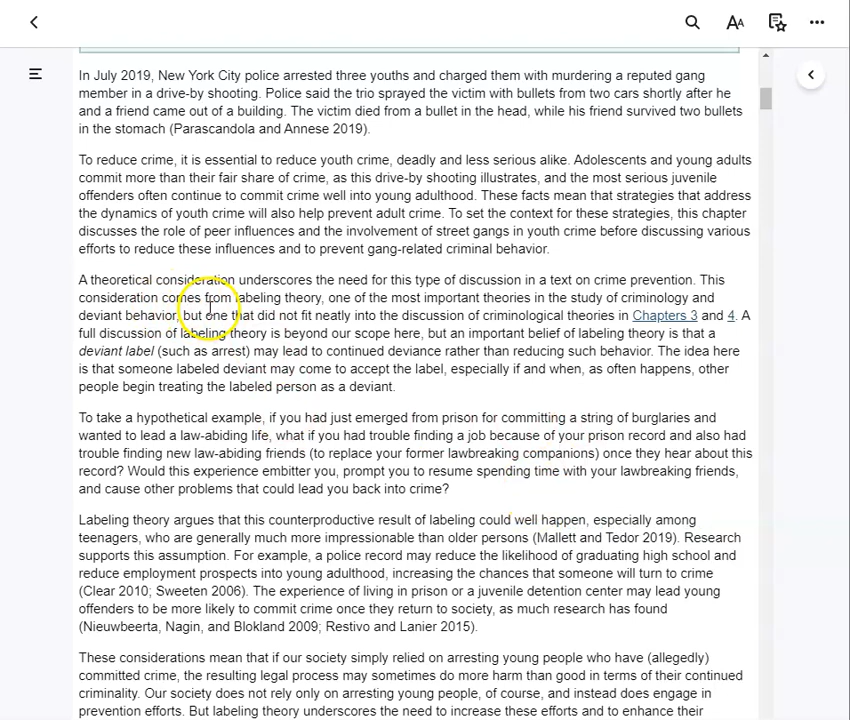 In July 2019, New York City police arrested three youths and charged them with murdering a reputed gang
member in a drive-by shooting. Police said the trio sprayed the victim with bullets from two cars shortly after he
and a friend came out of a building. The victim died from a bullet in the head, while his friend survived two bullets
in the stomach (Parascandola and Annese 2019).
To reduce crime, it is essential to reduce youth crime, deadly and less serious alike. Adolescents and young adults
commit more than their fair share of crime, as this drive-by shooting illustrates, and the most serious juvenile
offenders often continue to commit crime well into young adulthood. These facts mean that strategies that address
the dynamics of youth crime will also help prevent adult crime. To set the context for these strategies, this chapter
discusses the role of peer influences and the involvement of street gangs in youth crime before discussing various
efforts to reduce these influences and to prevent gang-related criminal behavior.
A theoretical consideration underscores the need for this type of discussion in a text on crime prevention. This
consideration comes from labeling theory, one of the most important theories in the study of criminology and
deviant behavior at did not fit neatly into the discussion of criminological theories in Chapters 3 and 4. A
full discussion of labeling theory is beyond our scope here, but an important belief of labeling theory is that a
deviant label (such as arrest) may lead to continued deviance rather than reducing such behavior. The idea here
is that someone labeled deviant may come to accept the label, especially if and when, as often happens, other
people begin treating the labeled person as a deviant.
To take a hypothetical example, if you had just emerged from prison for committing a string of burglaries and
wanted to lead a law-abiding life, what if you had trouble finding a job because of your prison record and also had
trouble finding new law-abiding friends (to replace your former lawbreaking companions) once they hear about this
record? Would this experience embitter you, prompt you to resume spending time with your lawbreaking friends,
and cause other problems that could lead you back into crime?
Labeling theory argues that this counterproductive result of labeling could well happen, especially among
teenagers, who are generally much more impressionable than older persons (Mallett and Tedor 2019). Research
supports this assumption. For example, a police record may reduce the likelihood of graduating high school and
reduce employment prospects into young adulthood, increasing the chances that someone will turn to crime
(Clear 2010; Sweeten 2006). The experience of living in prison or a juvenile detention center may lead young
offenders to be more likely to commit crime once they return to society, as much research has found
(Nieuwbeerta, Nagin, and Blokland 2009; Restivo and Lanier 2015).
These considerations mean that if our society simply relied on arresting young people who have (allegedly)
committed crime, the resulting legal process may sometimes do more harm than good in terms of their continued
criminality. Our society does not rely only on arresting young people, of course, and instead does engage in
prevention efforts. But labeling theory underscores the need to increase these efforts and to enhance their